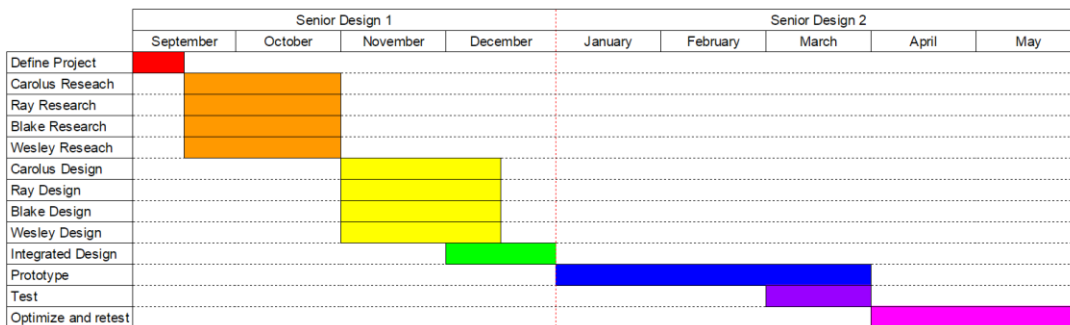 Senior Design 1 Senior Design 2
September October November December January February March April May
Define Project
Carolus Reseach
Ray Research
Blake Research
Wesley Reseach
Carolus Design
Ray Design
Blake Design
Wesley Design
Integrated Design
Prototype
Test
Optimize and retest